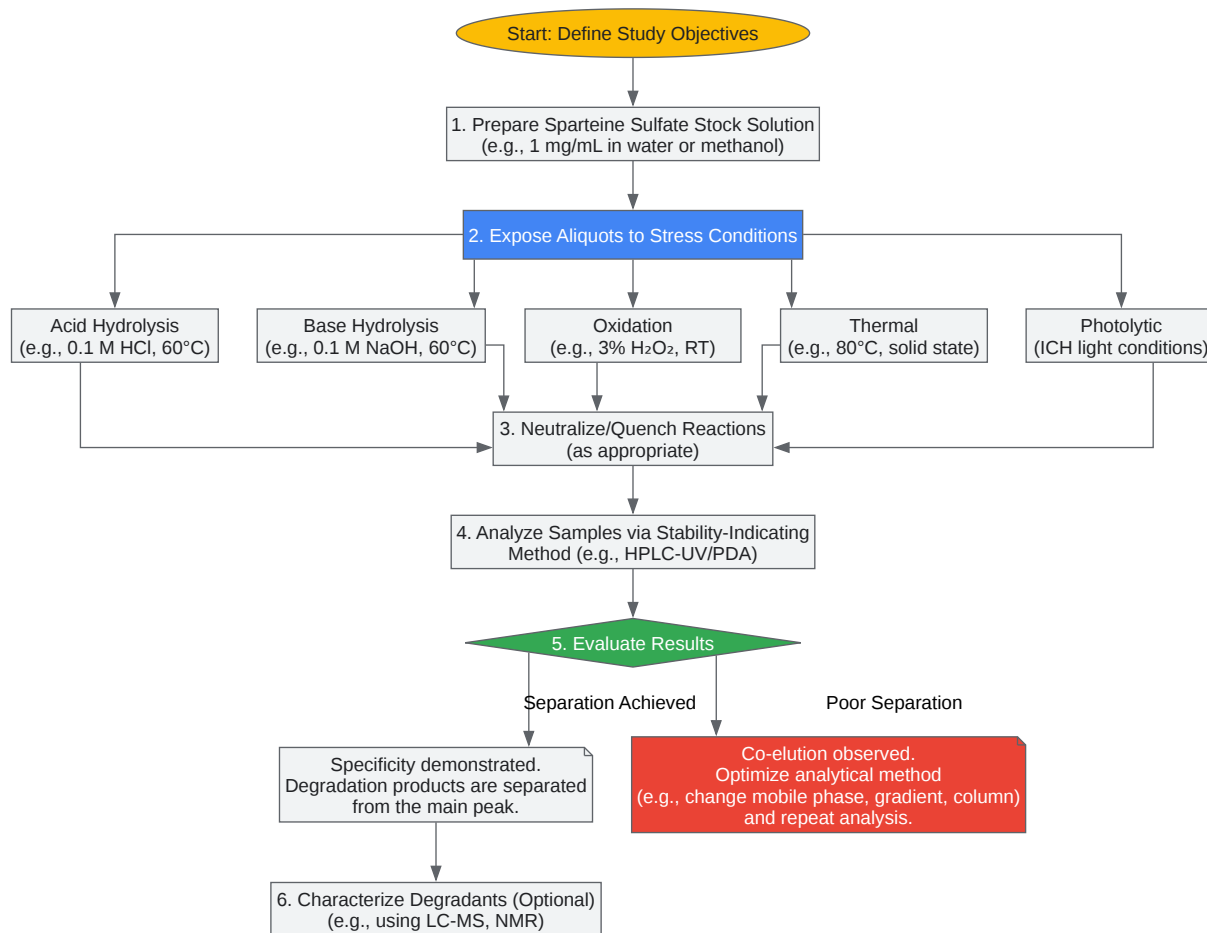 Start: Define Study Objectives
1. Prepare Sparteine Sulfate Stock Solution
(e.g., 1 mg/mL in water or methanol)
2. Expose Aliquots to Stress Conditions
Acid Hydrolysis
(e.g., 0.1 M HCl, 60°C)
Base Hydrolysis
(e.g., 0.1 M NaOH, 60°C)
Oxidation
(e.g., 3% H₂O₂, RT)
Thermal
(e.g., 80°C, solid state)
Photolytic
(ICH light conditions)
3. Neutralize/Quench Reactions
(as appropriate)
4. Analyze Samples via Stability-Indicating
Method (e.g., HPLC-UV/PDA)
5. Evaluate Results
Separation Achieved
Poor Separation
Specificity demonstrated.
Degradation products are separated
from the main peak.
Co-elution observed.
Optimize analytical method
(e.g., change mobile phase, gradient, column)
and repeat analysis.
6. Characterize Degradants (Optional)
(e.g., using LC-MS, NMR)